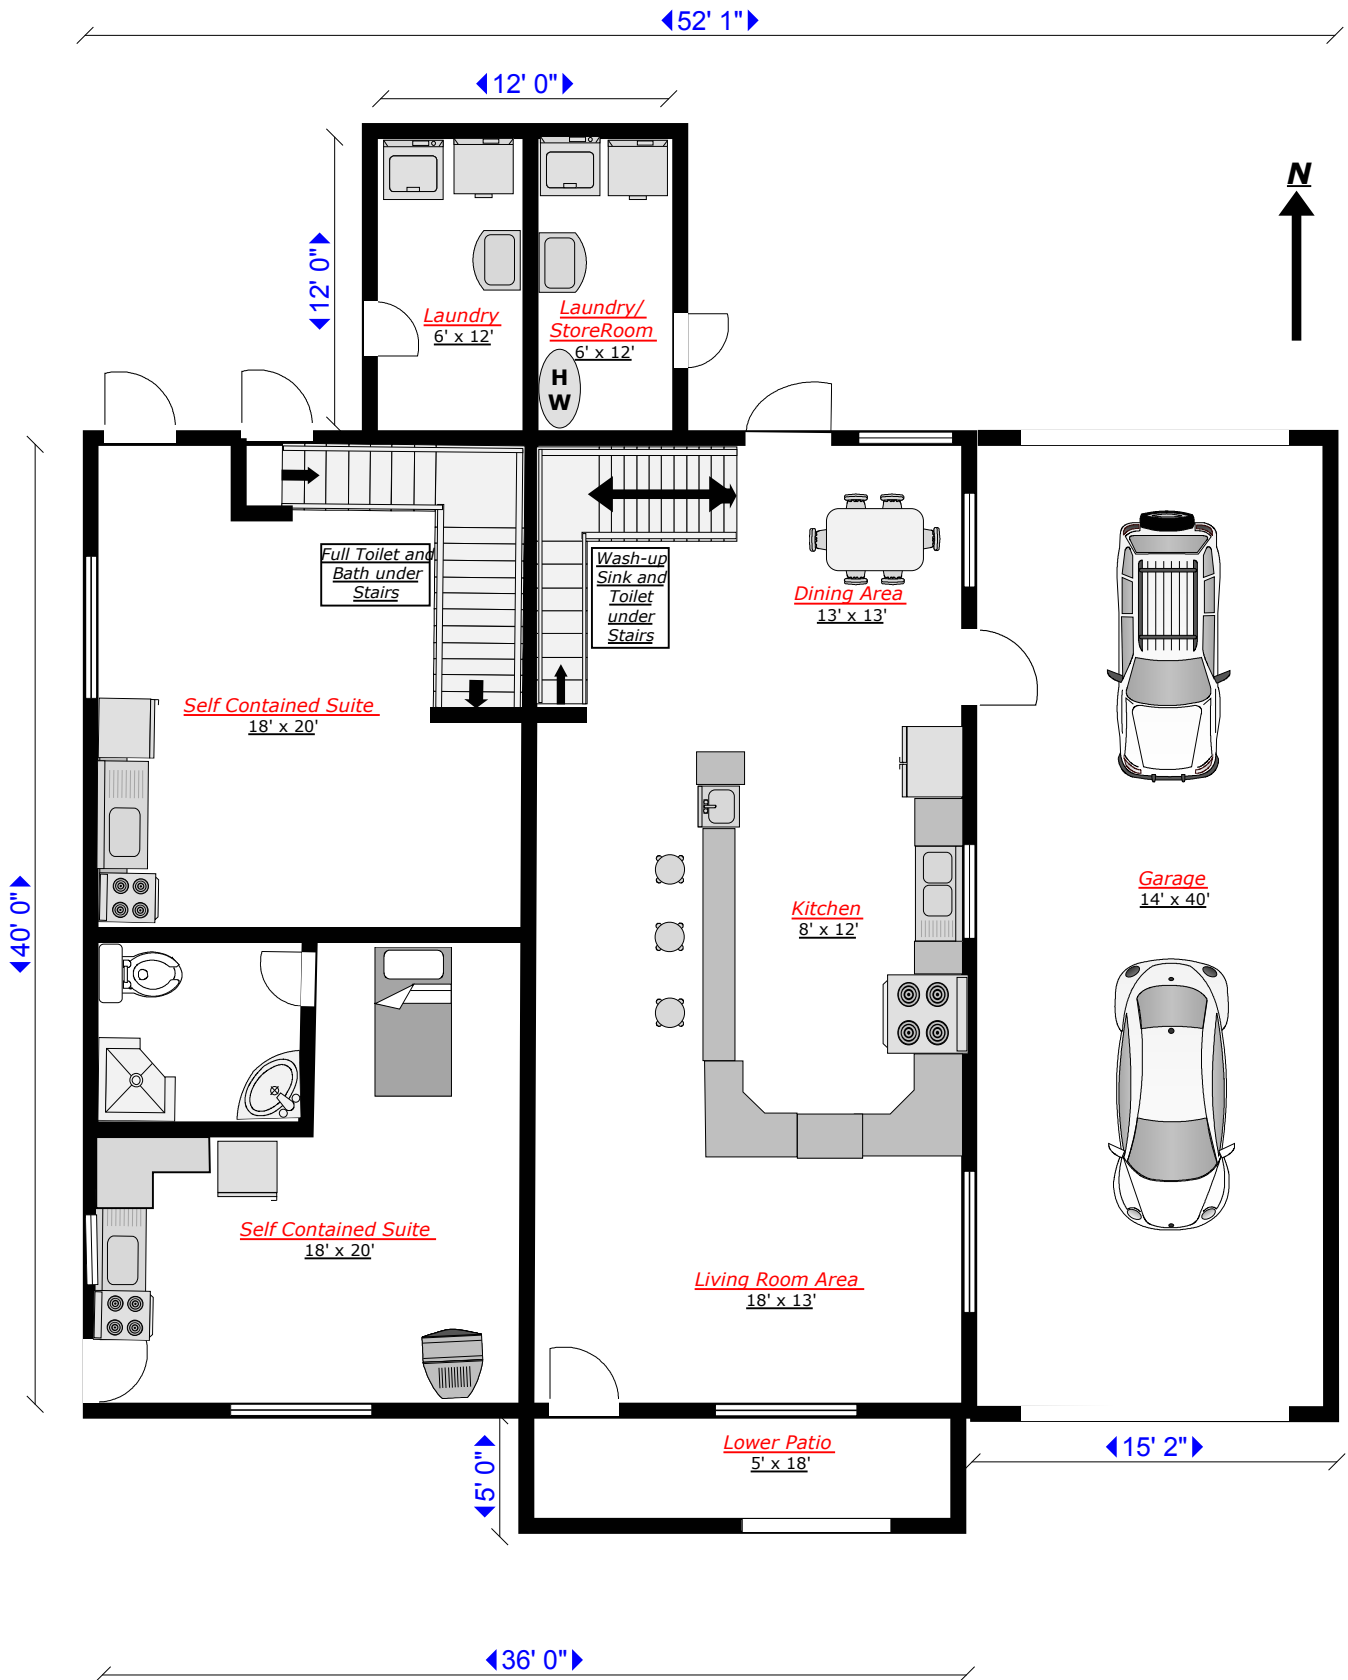 52' 1"
12' 0"
N
12' 0"
Laundry
6' x 12'
Laundry/
StoreRoom
6' x 12'
H
W
Full Toilet and
Bath under
Stairs
Wash-up
Sink and
Toilet
under
Stairs
Dining Area
13' x 13'
Self Contained Suite
18' x 20'
Garage
14' x 40'
Kitchen
8' x 12'
40' 0"
Self Contained Suite
18' x 20'
Living Room Area
18' x 13'
Lower Patio
5' x 18'
5' 0"
15' 2"
36' 0"